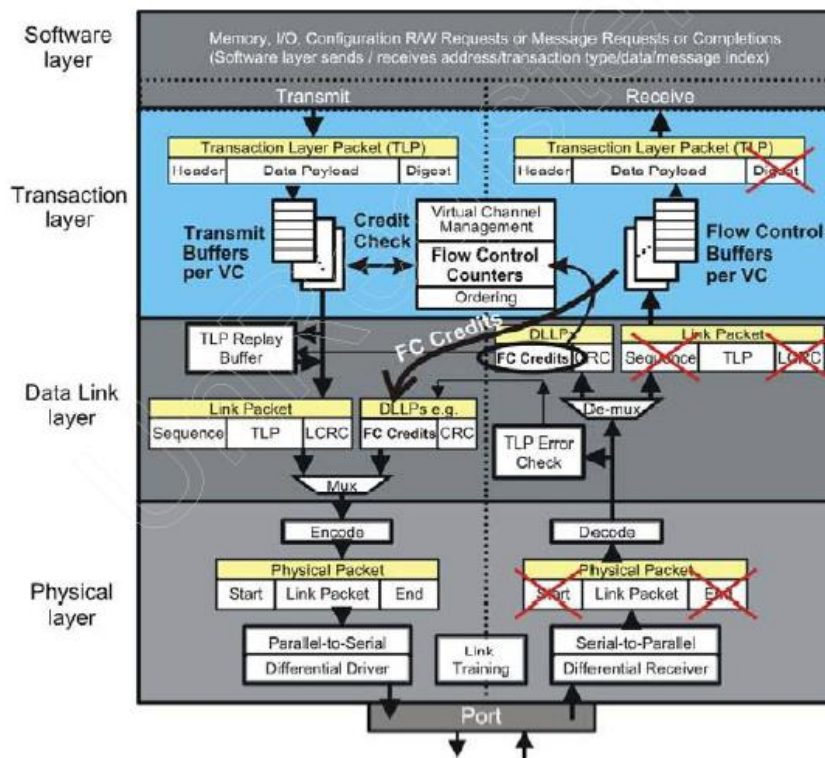 Software
layer
Memory, I/O, Configuration R/W Requests or Message Requests or Completions
(Software layer sends / receives address/transaction type/data/message index)
Transmit
Receive
Transaction
layer
Transaction Layer Packet (TLP)
Header
Data Payload
Digest
Transaction Layer Packet (TLP)
Header
Data Payload
Digest
Transmit
Buffers
per VC
Credit
Check
Virtual Channel
Management
Flow Control
Counters
Ordering
Flow Control
Buffers
per VC
Data Link
layer
TLP Replay
Buffer
FC Credits
DLLPs
FC Credits
CRC
Link Packet
Sequence
TLP
LCRC
Link Packet
Sequence
TLP
LCRC
DLLPs e.g.
FC Credits
CRC
De-mux
TLP Error
Check
Mux
Physical
layer
Encode
Decode
Physical Packet
Start
Link Packet
End
Physical Packet
Start
Link Packet
End
Parallel-to-Serial
Differential Driver
Link
Training
Serial-to-Parallel
Differential Receiver
Port